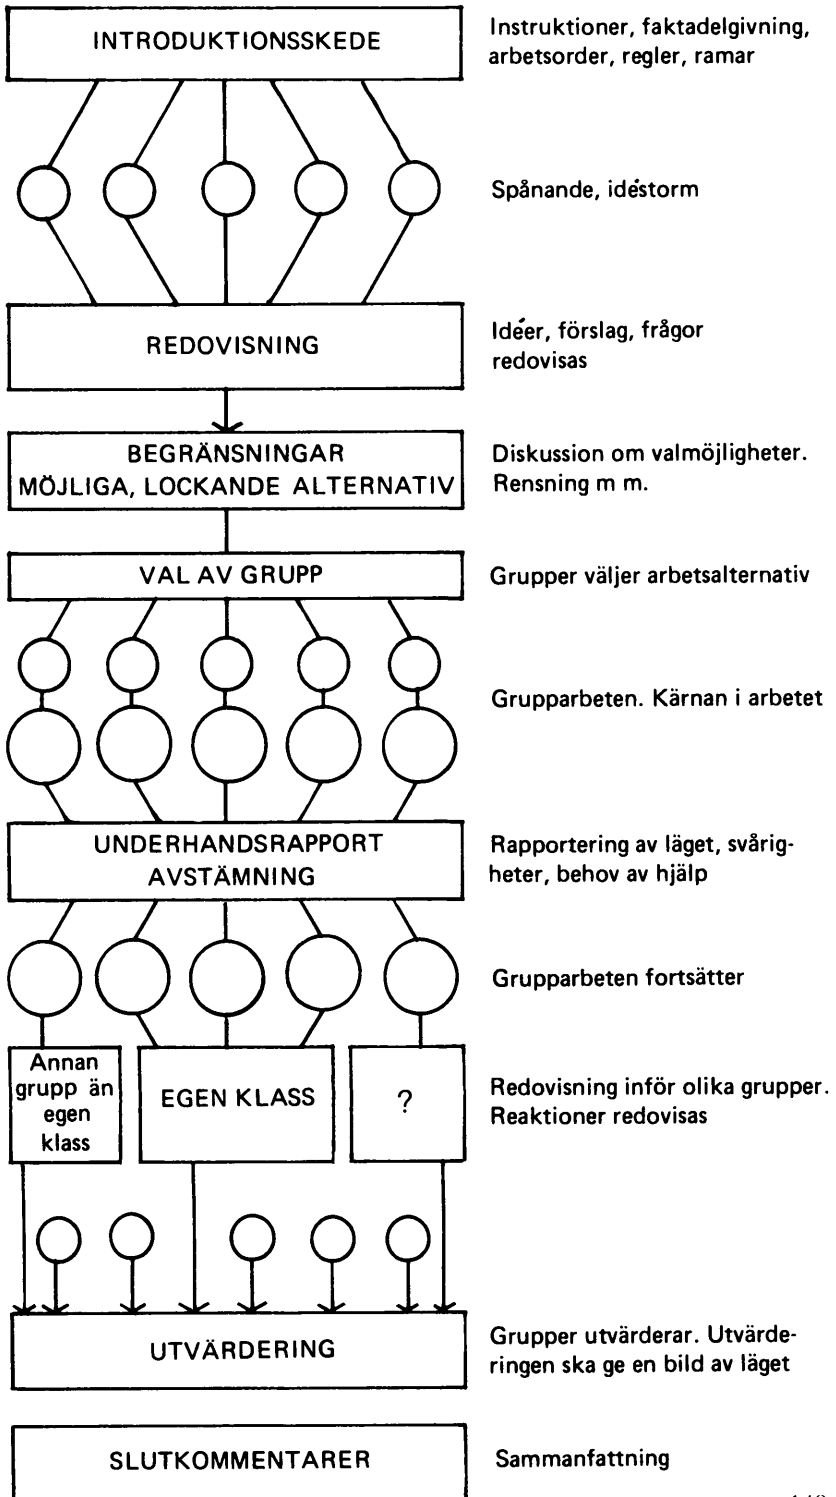 INTRODUKTIONSSKEDE
Instruktioner, faktadelgivning,
arbetsorder, regler, ramar
Spånande, idéstorm
REDOVISNING
Idéer, förslag, frågor
redovisas
BEGRÄNSNINGAR
MÖJLIGA, LOCKANDE ALTERNATIV
Diskussion om valmöjligheter.
Rensning m m.
VAL AV GRUPP
Grupper väljer arbetsalternativ
Grupparbeten. Kärnan i arbetet
UNDERHANDSRAPPORT
AVSTÄMNING
Rapportering av läget, svårig-
heter, behov av hjälp
Grupparbeten fortsätter
Annan
grupp än
egen
klass
EGEN KLASS
?
Redovisning inför olika grupper.
Reaktioner redovisas
UTVÄRDERING
Grupper utvärderar. Utvärde-
ringen ska ge en bild av läget
SLUTKOMMENTARER
Sammanfattning